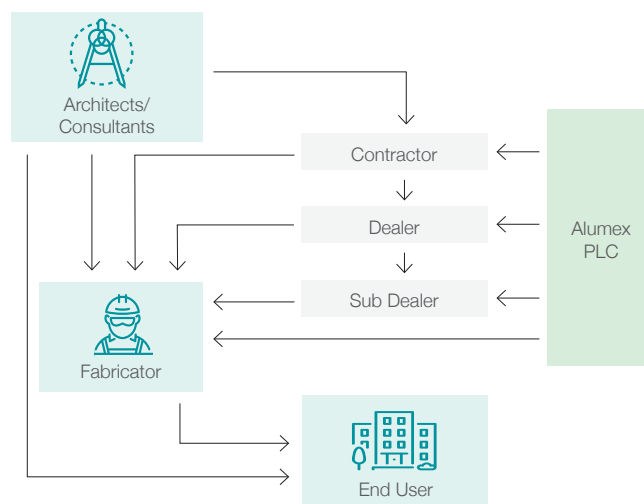 Architects/
Consultants
Contractor
Dealer
Alumex
PLC
Sub Dealer
Fabricator
End User